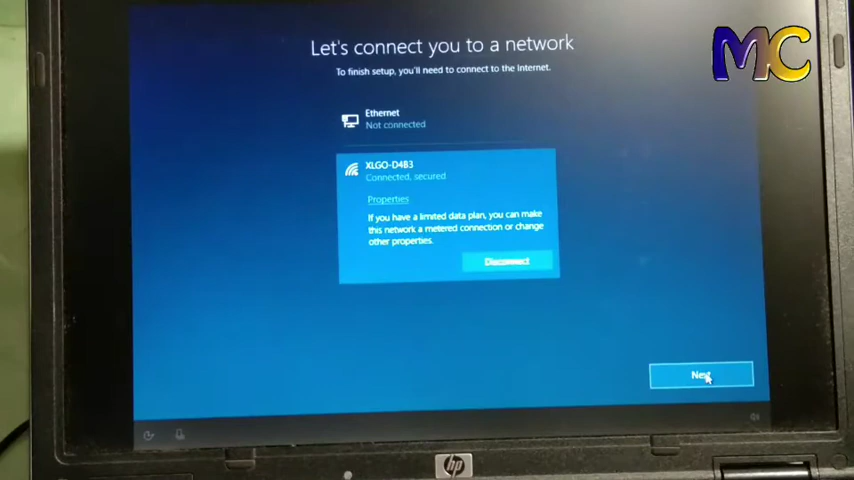 MC
Let's connect you to a network
To finish setup, you'll need to connect to the Internet.
Ethernet
Not connected
XLGO-D4B3
Connected, secured
Properties
If you have a limited data plan, you can make
this network a metered connection or change
other properties.
Disconnect
Next
hp